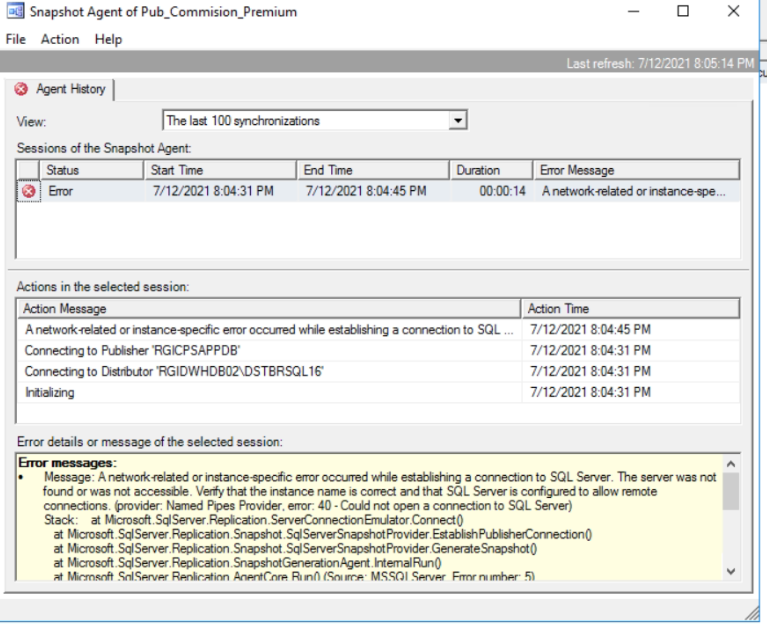 Snapshot Agent of Pub_Commision_Premium
File Action Help
Last refresh: 7/12/2021 8:05:14 PM
Agent History
View: The last 100 synchronizations
Sessions of the Snapshot Agent:
Status Start Time End Time Duration Error Message
Error 7/12/2021 8:04:31 PM 7/12/2021 8:04:45 PM 00:00:14 A network-related or instance-spe...
Actions in the selected session:
Action Message Action Time
A network-related or instance-specific error occurred while establishing a connection to SQL ... 7/12/2021 8:04:45 PM
Connecting to Publisher 'RGICPSAPPDB' 7/12/2021 8:04:31 PM
Connecting to Distributor 'RGIDWHDB02\DSTBRSQL16' 7/12/2021 8:04:31 PM
Initializing 7/12/2021 8:04:31 PM
Error details or message of the selected session:
Error messages:
• Message: A network-related or instance-specific error occurred while establishing a connection to SQL Server. The server was not
found or was not accessible. Verify that the instance name is correct and that SQL Server is configured to allow remote
connections. (provider: Named Pipes Provider, error: 40 - Could not open a connection to SQL Server)
Stack: at Microsoft.SqlServer.Replication.ServerConnectionEmulator.Connect()
at Microsoft.SqlServer.Replication.Snapshot.SqlServerSnapshotProvider.EstablishPublisherConnection()
at Microsoft.SqlServer.Replication.Snapshot.SqlServerSnapshotProvider.GenerateSnapshot()
at Microsoft.SqlServer.Replication.SnapshotGenerationAgent.InternalRun()
at Microsoft.SqlServer.Replication.AgentCore.Run() (Source: MSSQLServer, Error number: 5)